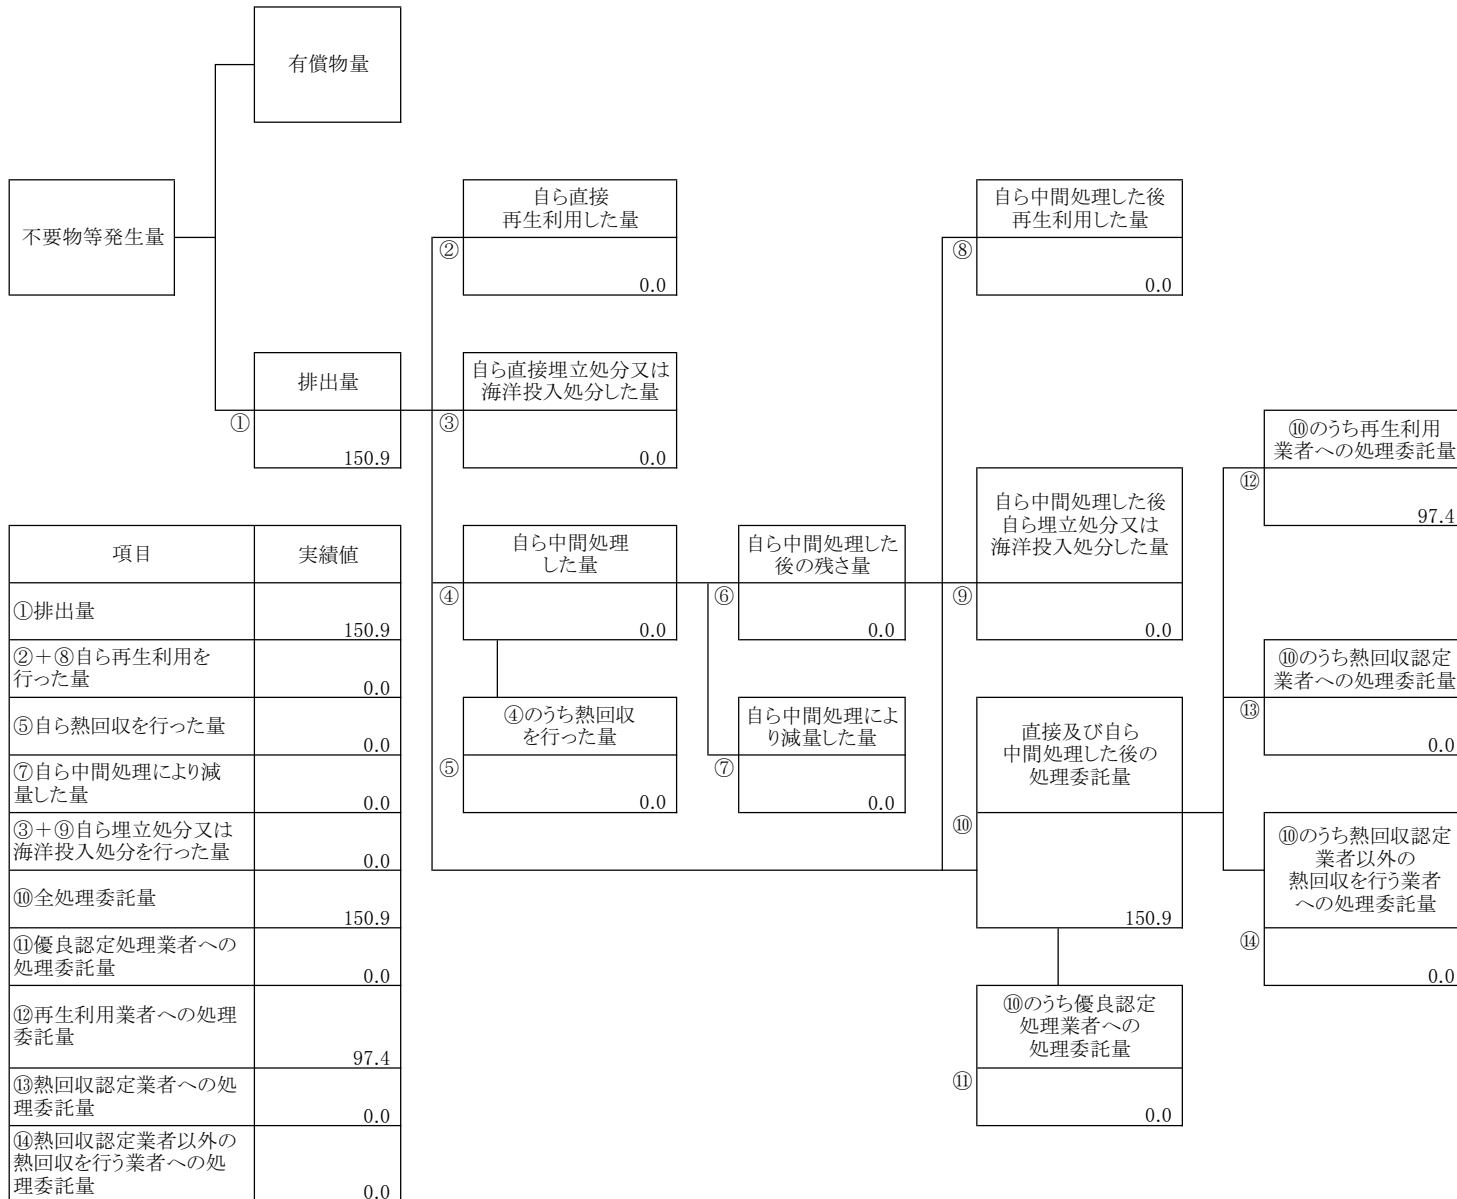 有償物量
不要物等発生量
自ら直接
再生利用した量
②
0.0
自ら中間処理した後
再生利用した量
⑧
0.0
排出量
①
150.9
自ら直接埋立処分又は
海洋投入処分した量
③
0.0
⑩のうち再生利用
業者への処理委託量
⑫
97.4
自ら中間処理
した量
④
0.0
自ら中間処理した
後の残さ量
⑥
0.0
自ら中間処理した後
自ら埋立処分又は
海洋投入処分した量
⑨
0.0
⑩のうち熱回収認定
業者への処理委託量
⑬
0.0
④のうち熱回収
を行った量
⑤
0.0
自ら中間処理によ
り減量した量
⑦
0.0
直接及び自ら
中間処理した後の
処理委託量
⑩
150.9
⑩のうち熱回収認定
業者以外の
熱回収を行う業者
への処理委託量
⑭
0.0
⑩のうち優良認定
処理業者への
処理委託量
⑪
0.0
項目 実績値
①排出量
150.9
②+⑧自ら再生利用を
行った量
0.0
⑤自ら熱回収を行った量
0.0
⑦自ら中間処理により減
量した量
0.0
③+⑨自ら埋立処分又は
海洋投入処分を行った量
0.0
⑩全処理委託量
150.9
⑪優良認定処理業者への
処理委託量
0.0
⑫再生利用業者への処理
委託量
97.4
⑬熱回収認定業者への処
理委託量
0.0
⑭熱回収認定業者以外の
熱回収を行う業者への処
理委託量
0.0